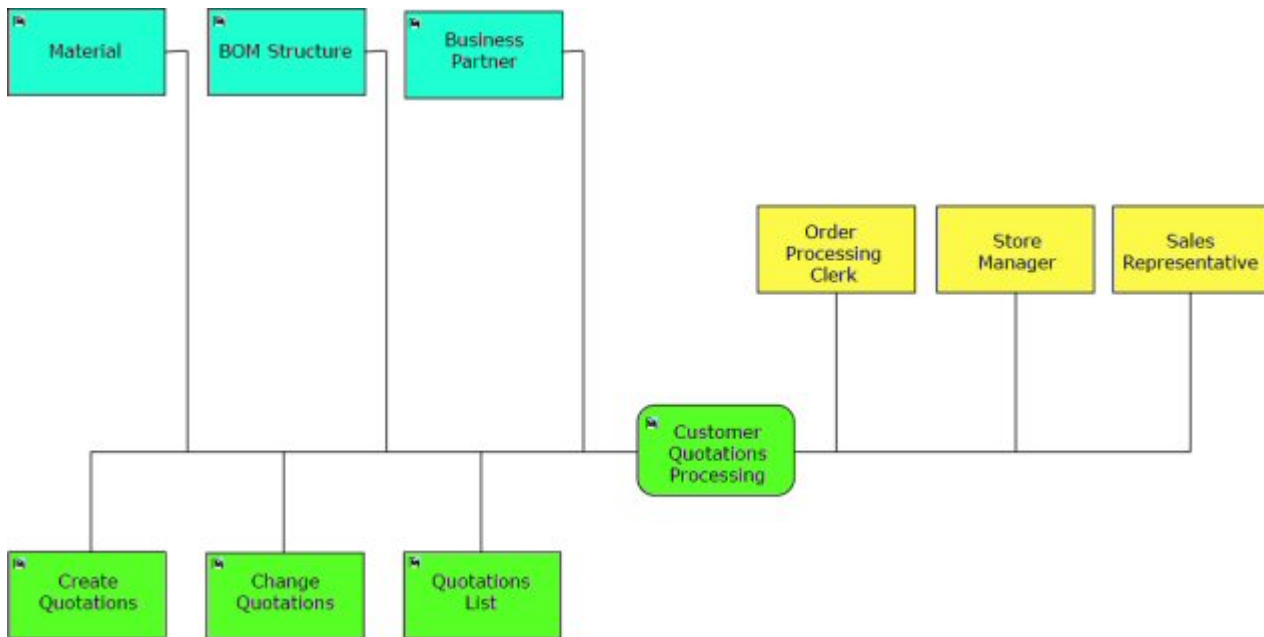 Material
BOM Structure
Business
Partner
Order
Processing
Clerk
Store
Manager
Sales
Representative
Customer
Quotations
Processing
Create
Quotations
Change
Quotations
Quotations
List